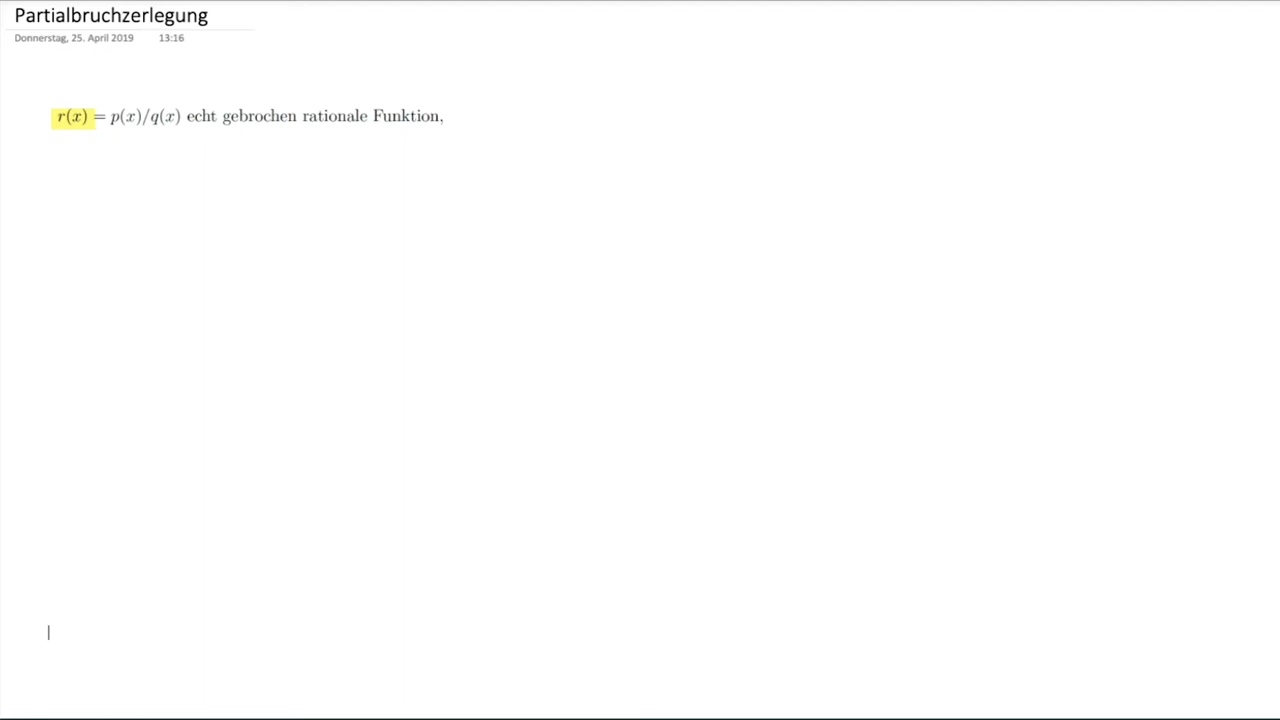 Partialbruchzerlegung
Donnerstag, 25. April 2019 13:16
r(x) = p(x)/q(x) echt gebrochen rationale Funktion,